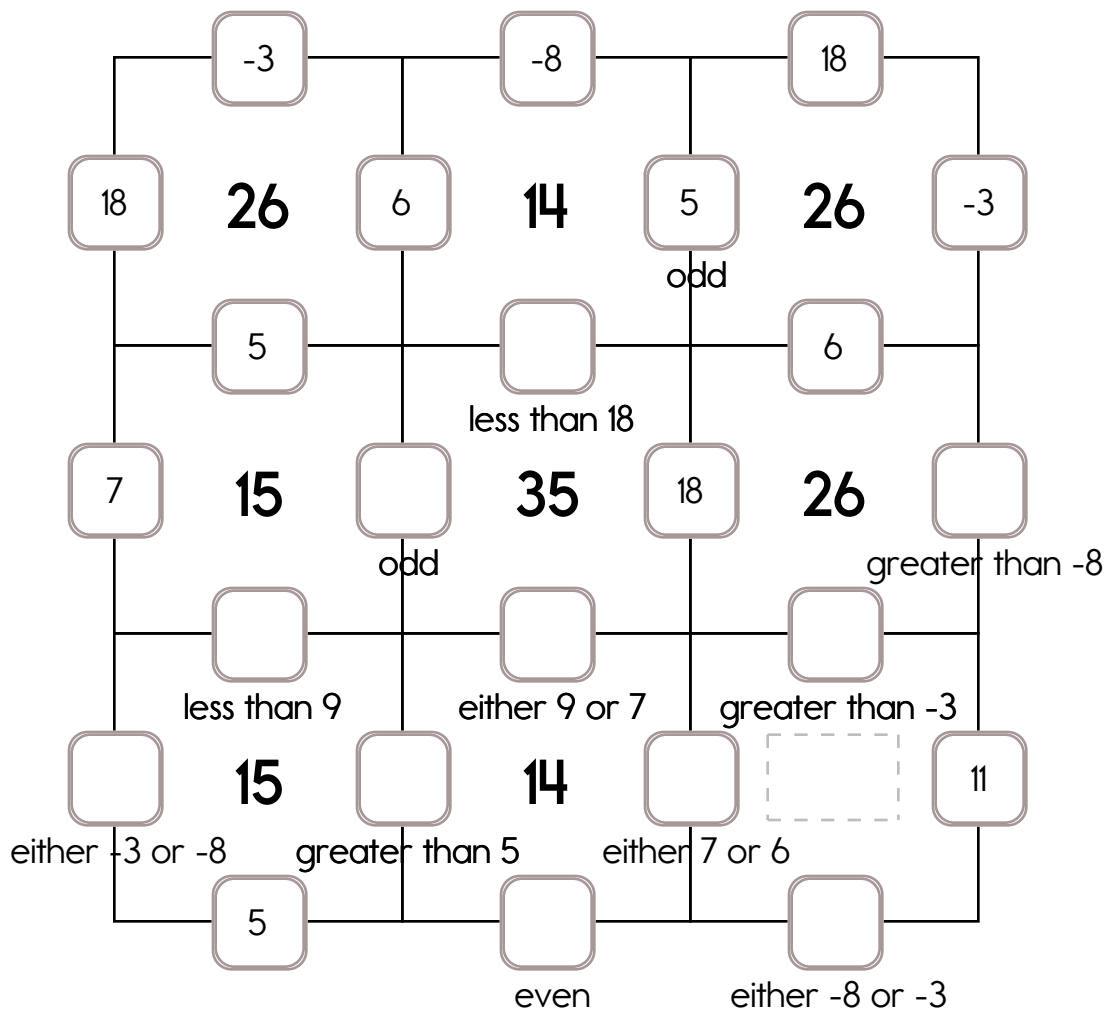 -3 -8 18
18 26 6 14 5 26 -3
odd
5 6
less than 18
7 15 35 18 26
odd greater than -8
less than 9 either 9 or 7 greater than -3
15 14 11
either -3 or -8 greater than 5 either 7 or 6
5
even either -8 or -3